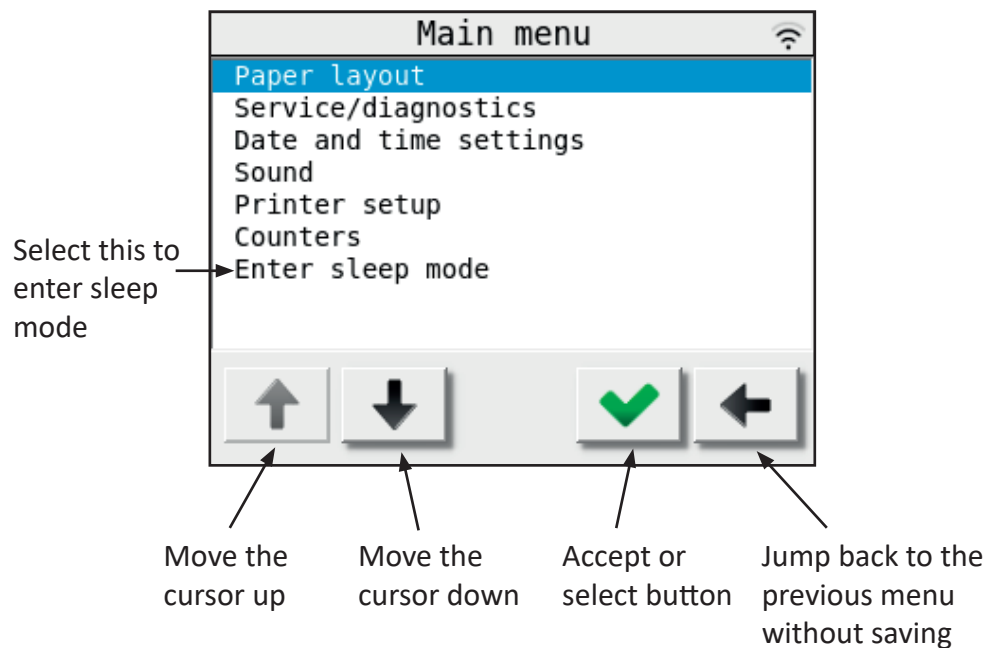 Main menu
Paper layout
Service/diagnostics
Date and time settings
Sound
Printer setup
Counters
Enter sleep mode
Select this to
enter sleep
mode
Move the
cursor up
Move the
cursor down
Accept or
select button
Jump back to the
previous menu
without saving